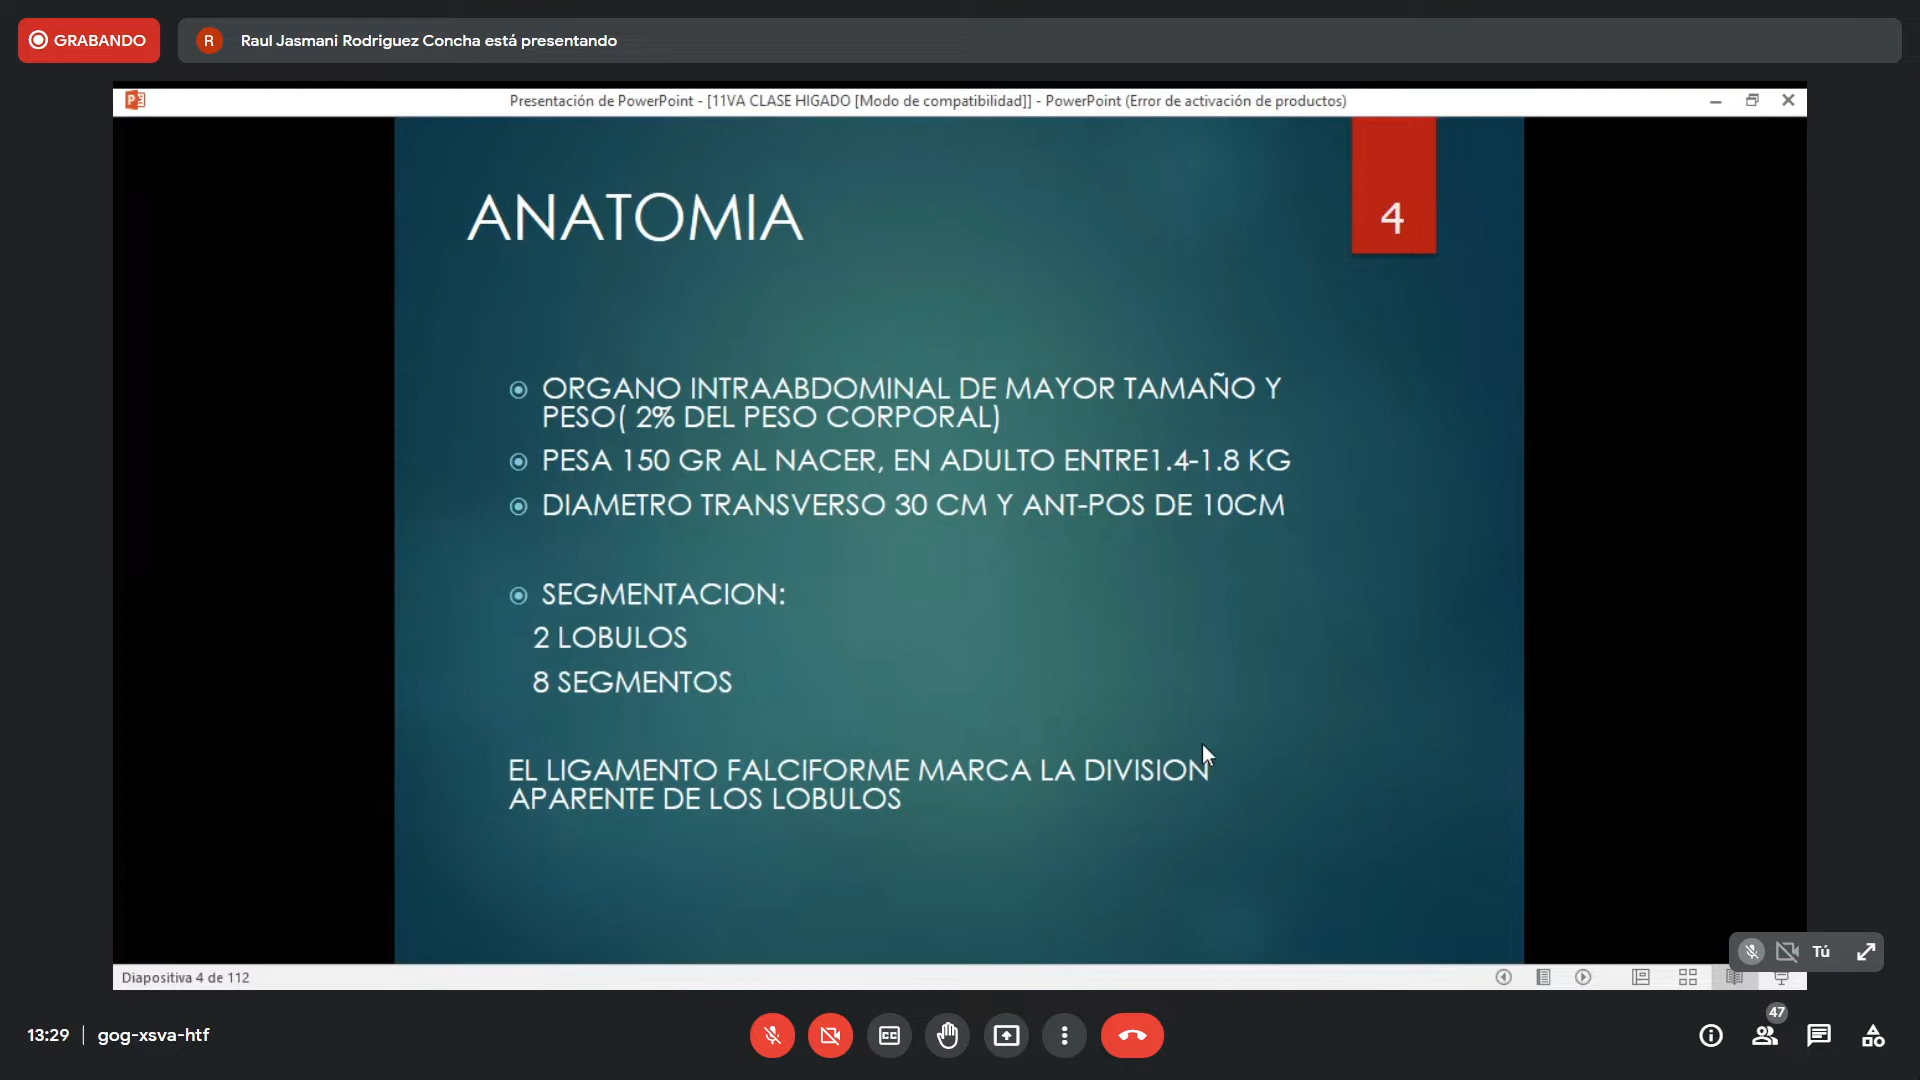 GRABANDO
R
Raul Jasmani Rodriguez Concha está presentando
Presentación de PowerPoint - [11VA CLASE HIGADO [Modo de compatibilidad]] - PowerPoint (Error de activación de productos)
ANATOMIA
4
ORGANO INTRAABDOMINAL DE MAYOR TAMAÑO Y
PESO( 2% DEL PESO CORPORAL)
PESA 150 GR AL NACER, EN ADULTO ENTRE1.4-1.8 KG
DIAMETRO TRANSVERSO 30 CM Y ANT-POS DE 10CM
SEGMENTACION:
2 LOBULOS
8 SEGMENTOS
EL LIGAMENTO FALCIFORME MARCA LA DIVISION
APARENTE DE LOS LOBULOS
Tú
Diapositiva 4 de 112
13:29 | gog-xsva-htf
47